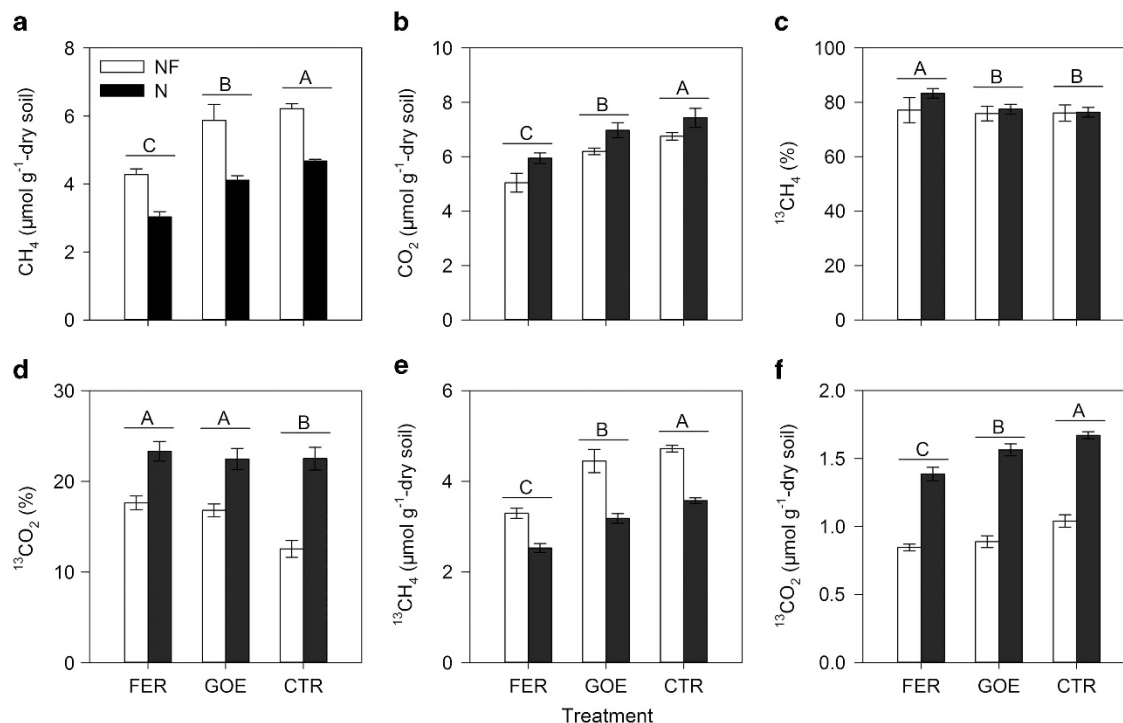 a
CH₄ (μmol g⁻¹-dry soil)
8
6
4
2
0
NF
N
C
B
A
b
CO₂ (μmol g⁻¹-dry soil)
10
8
6
4
2
0
C
B
A
c
¹³CH₄ (%)
100
80
60
40
20
0
A
B
B
d
¹³CO₂ (%)
30
20
10
0
A
A
B
FER GOE CTR
e
¹³CH₄ (μmol g⁻¹-dry soil)
6
4
2
0
C
B
A
FER GOE CTR
f
¹³CO₂ (μmol g⁻¹-dry soil)
2.0
1.5
1.0
0.5
0.0
C
B
A
FER GOE CTR
Treatment